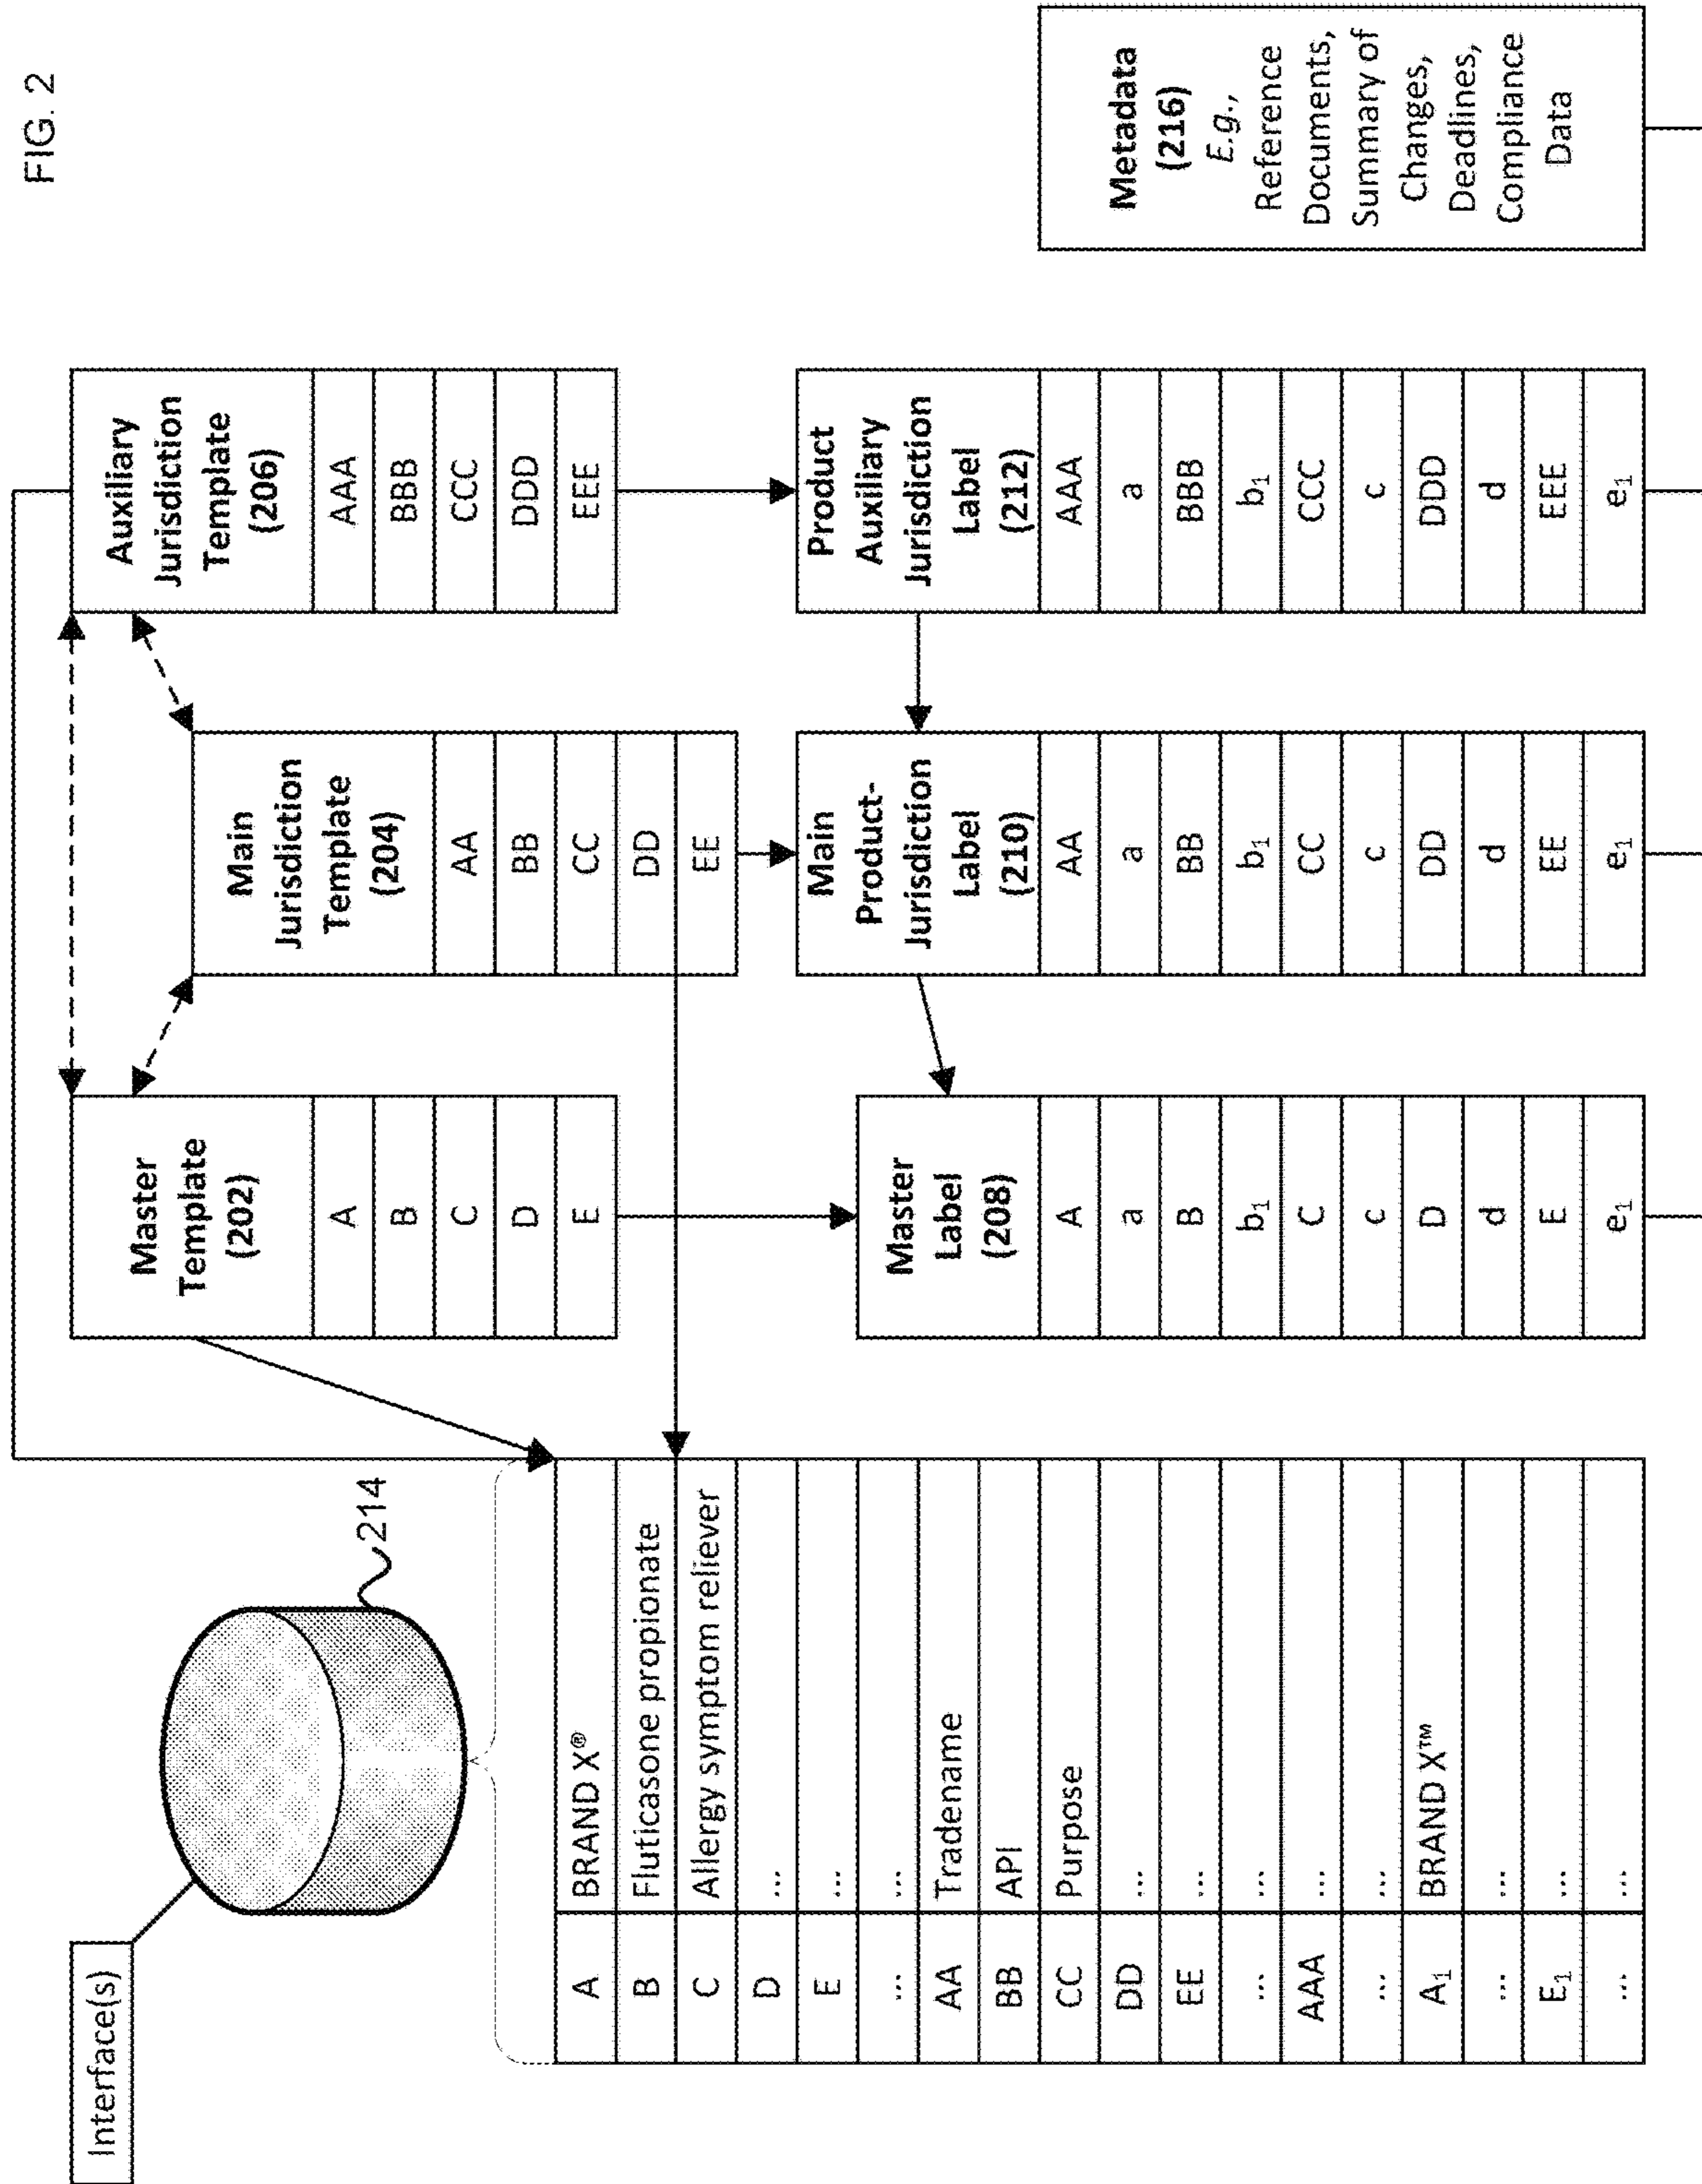 FIG. 2
Interface(s)
214
A BRAND X®
B Fluticasone propionate
C Allergy symptom reliever
D ...
E ...
... ...
AA Tradename
BB API
CC Purpose
DD ...
EE ...
... ...
AAA ...
... ...
A₁ BRAND X™
... ...
E₁ ...
... ...
Master
Template
(202)
A
B
C
D
E
Main
Jurisdiction
Template
(204)
AA
BB
CC
DD
EE
Auxiliary
Jurisdiction
Template
(206)
AAA
BBB
CCC
DDD
EEE
Master
Label
(208)
A
a
B
b₁
C
c
D
d
E
e₁
Main
Product-
Jurisdiction
Label
(210)
AA
a
BB
b₁
CC
c
DD
d
EE
e₁
Product
Auxiliary
Jurisdiction
Label
(212)
AAA
a
BBB
b₁
CCC
c
DDD
d
EEE
e₁
Metadata
(216)
E.g.,
Reference
Documents,
Summary of
Changes,
Deadlines,
Compliance
Data